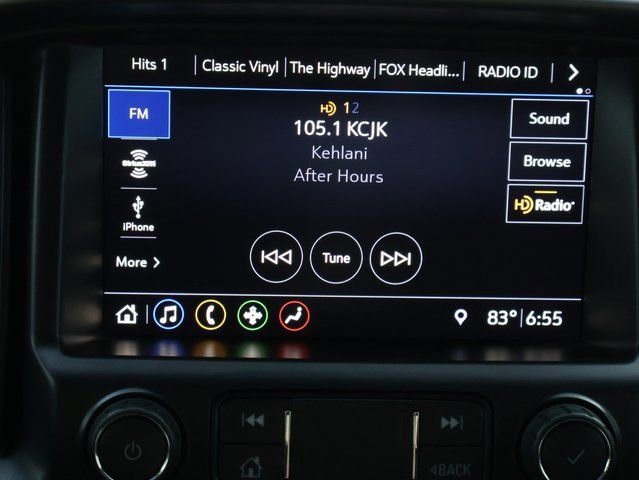 Hits 1 Classic Vinyl The Highway FOX Headli... RADIO ID
FM
HD 1 2
105.1 KCJK
Kehlani
After Hours
Sound
Browse
HD Radio
SiriusXM
iPhone
More
Tune
83° 6:55
BACK